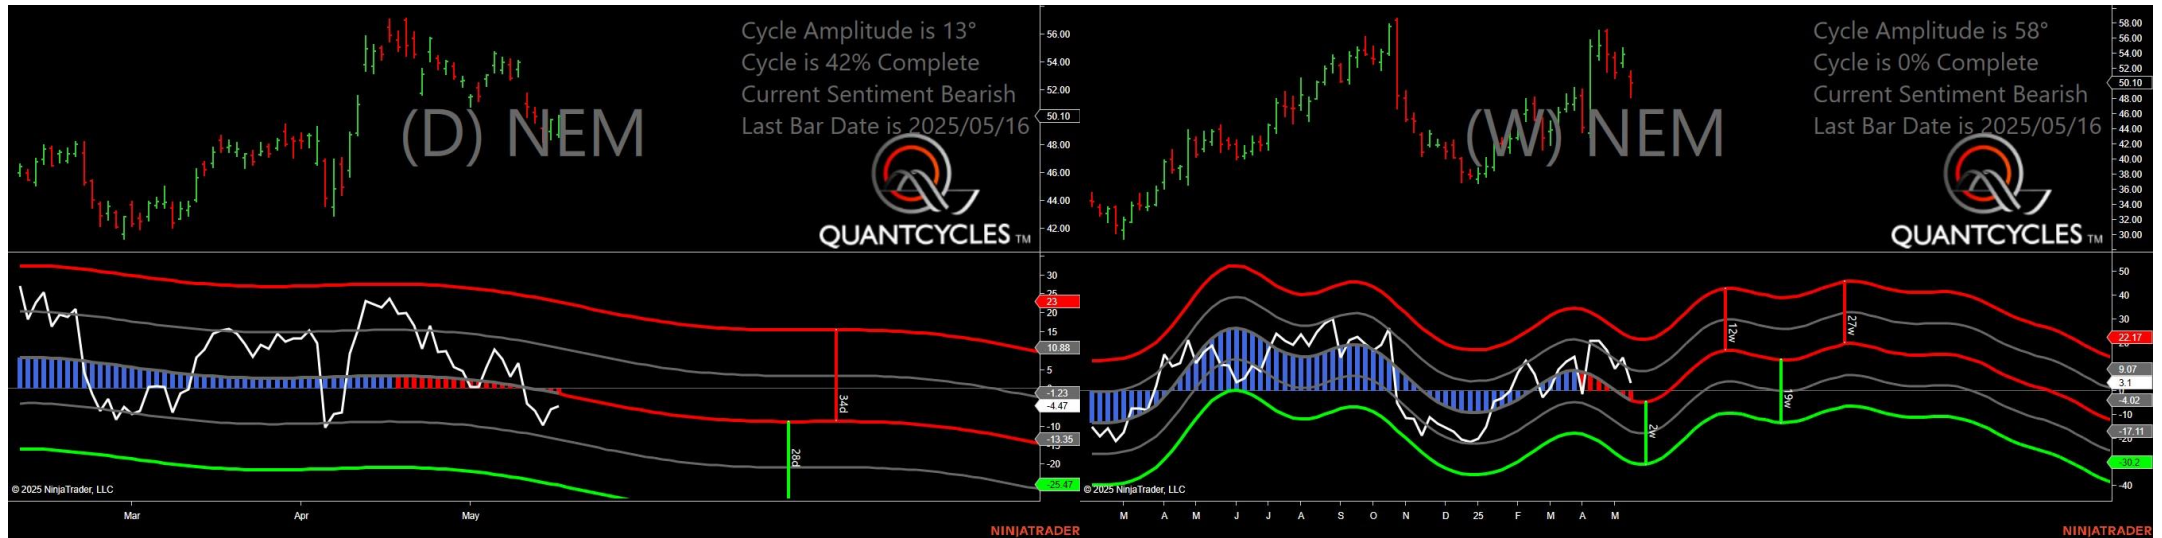 Cycle Amplitude is 13°
Cycle is 42% Complete
Current Sentiment Bearish
Last Bar Date is 2025/05/16
(D) NEM
QUANTCYCLES TM
56.00
54.00
52.00
50.10
48.00
46.00
44.00
42.00
30
25
23
20
15
10.88
5
-1.23
-4.47
-10
-13.35
-20
-25.47
34d
28d
© 2025 NinjaTrader, LLC
Mar
Apr
May
NINJATRADER
Cycle Amplitude is 58°
Cycle is 0% Complete
Current Sentiment Bearish
Last Bar Date is 2025/05/16
(W) NEM
QUANTCYCLES TM
58.00
56.00
54.00
52.00
50.10
48.00
46.00
44.00
42.00
40.00
38.00
36.00
34.00
32.00
30.00
50
40
30
22.17
9.07
3.1
-4.02
-10
-17.11
-30.2
-40
12w
27w
2w
19w
© 2025 NinjaTrader, LLC
M A M J J A S O N D 25 F M A M
NINJATRADER